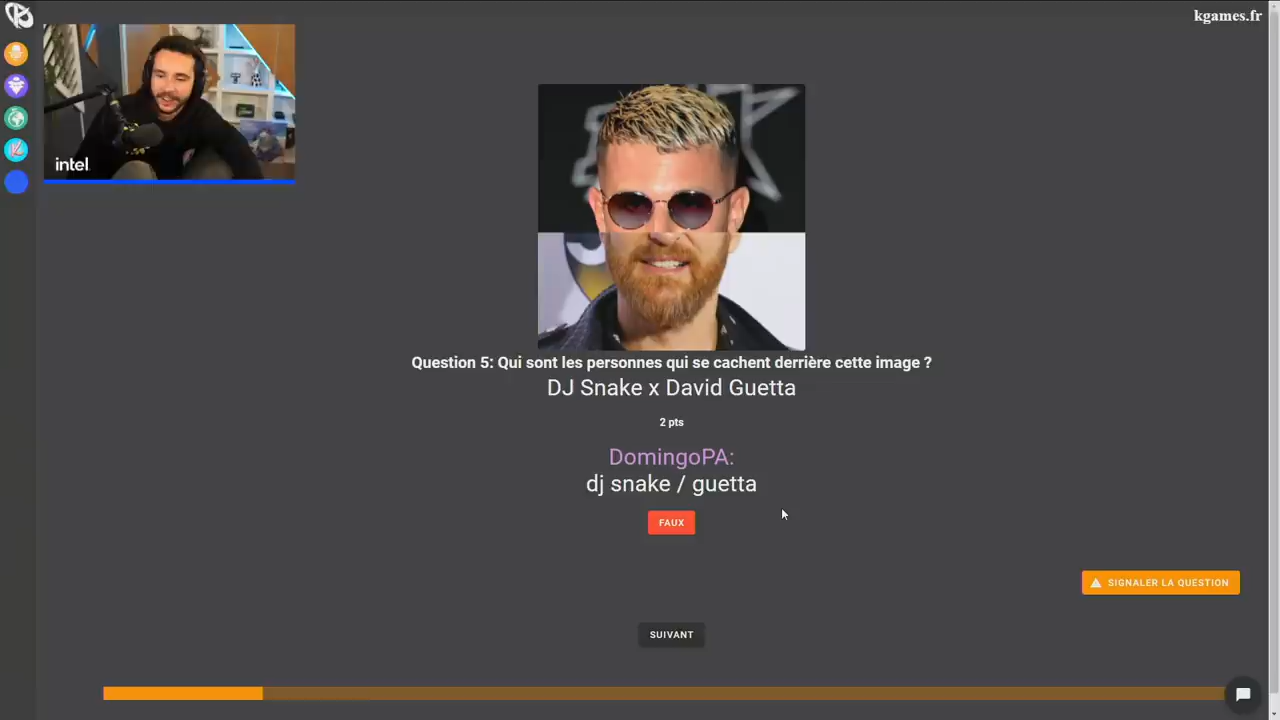 kgames.fr
intel.
Question 5: Qui sont les personnes qui se cachent derrière cette image ?
DJ Snake x David Guetta
2 pts
DomingoPA:
dj snake / guetta
FAUX
SIGNALER LA QUESTION
SUIVANT